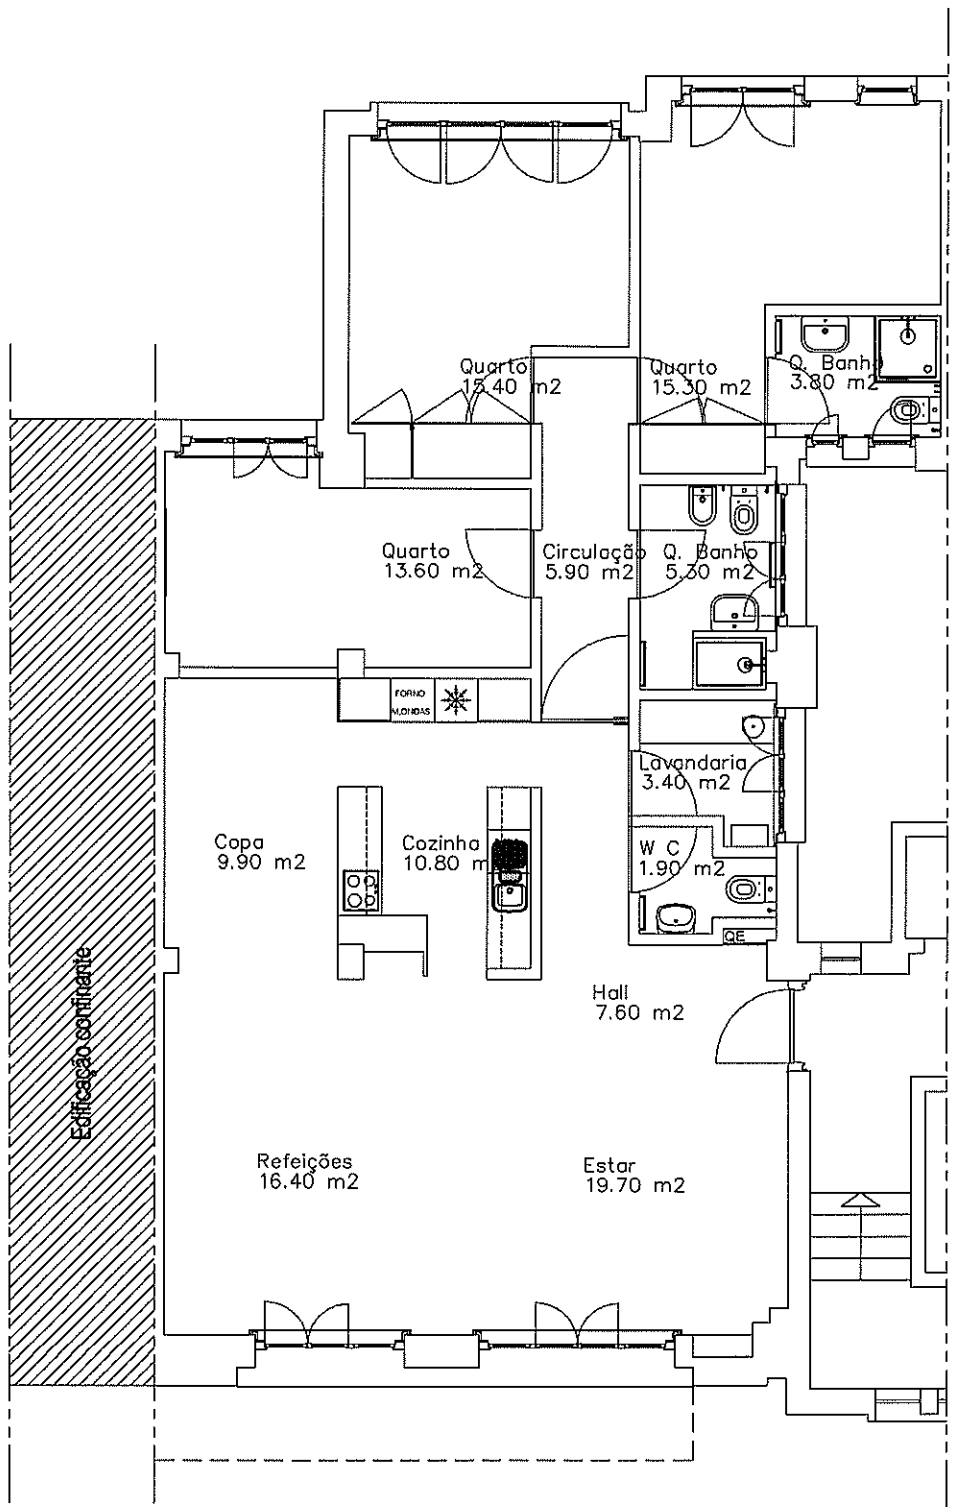 Quarto
15.40 m2
Quarto
15.30 m2
Q. Banho
3.80 m2
Quarto
13.60 m2
Circulação
5.90 m2
Q. Banho
5.30 m2
FORNO
M.ONDAS
Lavandaria
3.40 m2
Copa
9.90 m2
Cozinha
10.80 m
W C
1.90 m2
QE
Hall
7.60 m2
Edificação confinante
Refeições
16.40 m2
Estar
19.70 m2